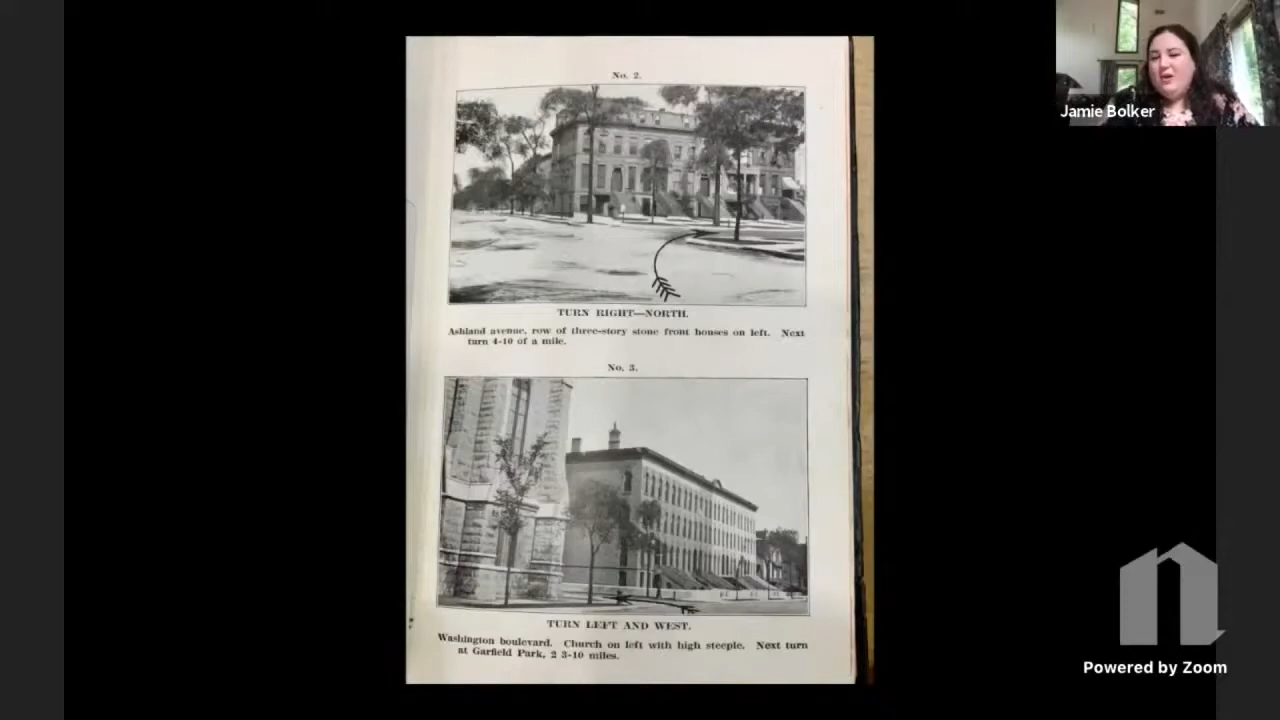 Jamie Bolker
No. 2.
TURN RIGHT—NORTH.
Ashland avenue, row of three-story stone front houses on left. Next
turn 4-10 of a mile.
No. 3.
TURN LEFT AND WEST.
Washington boulevard. Church on left with high steeple. Next turn
at Garfield Park, 2 3-10 miles.
Powered by Zoom